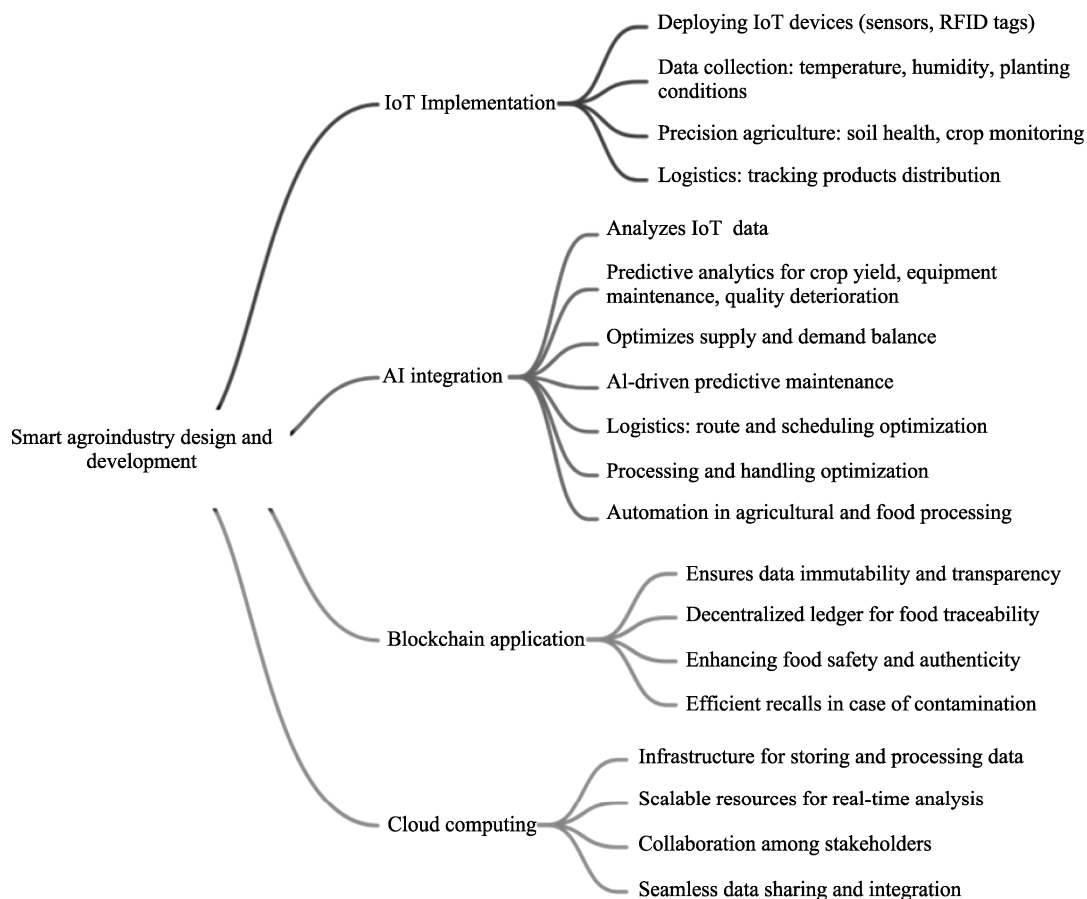 Smart agroindustry design and
development
IoT Implementation
Deploying IoT devices (sensors, RFID tags)
Data collection: temperature, humidity, planting
conditions
Precision agriculture: soil health, crop monitoring
Logistics: tracking products distribution
AI integration
Analyzes IoT data
Predictive analytics for crop yield, equipment
maintenance, quality deterioration
Optimizes supply and demand balance
Al-driven predictive maintenance
Logistics: route and scheduling optimization
Processing and handling optimization
Automation in agricultural and food processing
Blockchain application
Ensures data immutability and transparency
Decentralized ledger for food traceability
Enhancing food safety and authenticity
Efficient recalls in case of contamination
Cloud computing
Infrastructure for storing and processing data
Scalable resources for real-time analysis
Collaboration among stakeholders
Seamless data sharing and integration